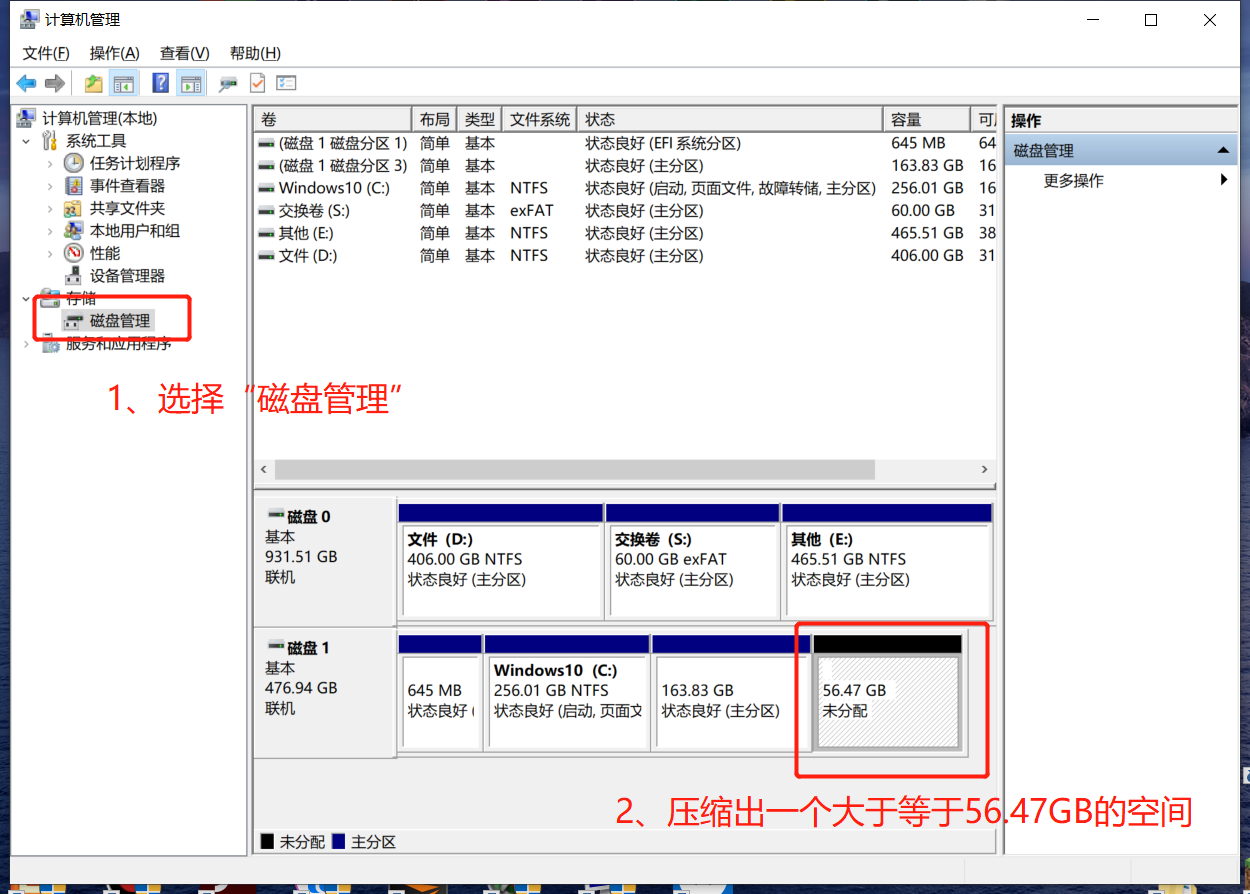 计算机管理
文件(F) 操作(A) 查看(V) 帮助(H)
计算机管理(本地)
系统工具
任务计划程序
事件查看器
共享文件夹
本地用户和组
性能
设备管理器
存储
磁盘管理
服务和应用程序
1、选择“磁盘管理”
卷 布局 类型 文件系统 状态 容量 可用
(磁盘 1 磁盘分区 1) 简单 基本 状态良好 (EFI 系统分区) 645 MB 64
(磁盘 1 磁盘分区 3) 简单 基本 状态良好 (主分区) 163.83 GB 16
Windows10 (C:) 简单 基本 NTFS 状态良好 (启动, 页面文件, 故障转储, 主分区) 256.01 GB 16
交换卷 (S:) 简单 基本 exFAT 状态良好 (主分区) 60.00 GB 31
其他 (E:) 简单 基本 NTFS 状态良好 (主分区) 465.51 GB 38
文件 (D:) 简单 基本 NTFS 状态良好 (主分区) 406.00 GB 31
磁盘 0
基本
931.51 GB
联机
文件 (D:)
406.00 GB NTFS
状态良好 (主分区)
交换卷 (S:)
60.00 GB exFAT
状态良好 (主分区)
其他 (E:)
465.51 GB NTFS
状态良好 (主分区)
磁盘 1
基本
476.94 GB
联机
645 MB
状态良好 (
Windows10 (C:)
256.01 GB NTFS
状态良好 (启动, 页面文
163.83 GB
状态良好 (主分区)
56.47 GB
未分配
2、压缩出一个大于等于56.47GB的空间
未分配 主分区
操作
磁盘管理
更多操作